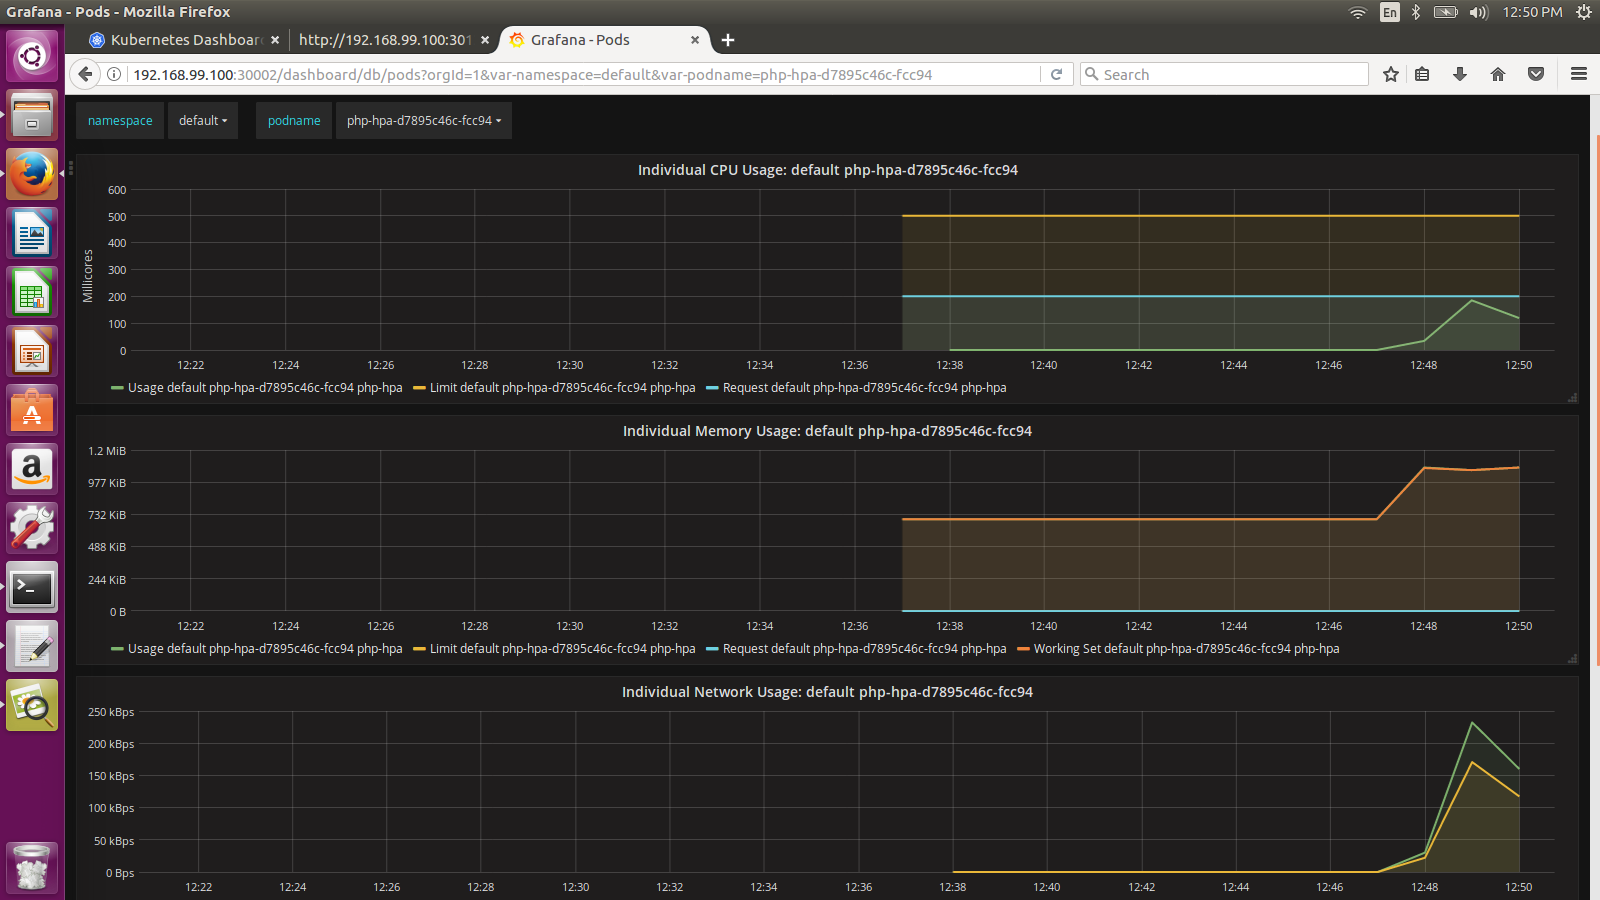 Grafana - Pods - Mozilla Firefox
En
12:50 PM
Kubernetes Dashboar
http://192.168.99.100:301
Grafana - Pods
192.168.99.100:30002/dashboard/db/pods?orgId=1&var-namespace=default&var-podname=php-hpa-d7895c46c-fcc94
Search
namespace default podname php-hpa-d7895c46c-fcc94
Individual CPU Usage: default php-hpa-d7895c46c-fcc94
Millicores
600
500
400
300
200
100
0
12:22 12:24 12:26 12:28 12:30 12:32 12:34 12:36 12:38 12:40 12:42 12:44 12:46 12:48 12:50
Usage default php-hpa-d7895c46c-fcc94 php-hpa Limit default php-hpa-d7895c46c-fcc94 php-hpa Request default php-hpa-d7895c46c-fcc94 php-hpa
Individual Memory Usage: default php-hpa-d7895c46c-fcc94
1.2 MiB
977 KiB
732 KiB
488 KiB
244 KiB
0 B
12:22 12:24 12:26 12:28 12:30 12:32 12:34 12:36 12:38 12:40 12:42 12:44 12:46 12:48 12:50
Usage default php-hpa-d7895c46c-fcc94 php-hpa Limit default php-hpa-d7895c46c-fcc94 php-hpa Request default php-hpa-d7895c46c-fcc94 php-hpa Working Set default php-hpa-d7895c46c-fcc94 php-hpa
Individual Network Usage: default php-hpa-d7895c46c-fcc94
250 kBps
200 kBps
150 kBps
100 kBps
50 kBps
0 Bps
12:22 12:24 12:26 12:28 12:30 12:32 12:34 12:36 12:38 12:40 12:42 12:44 12:46 12:48 12:50